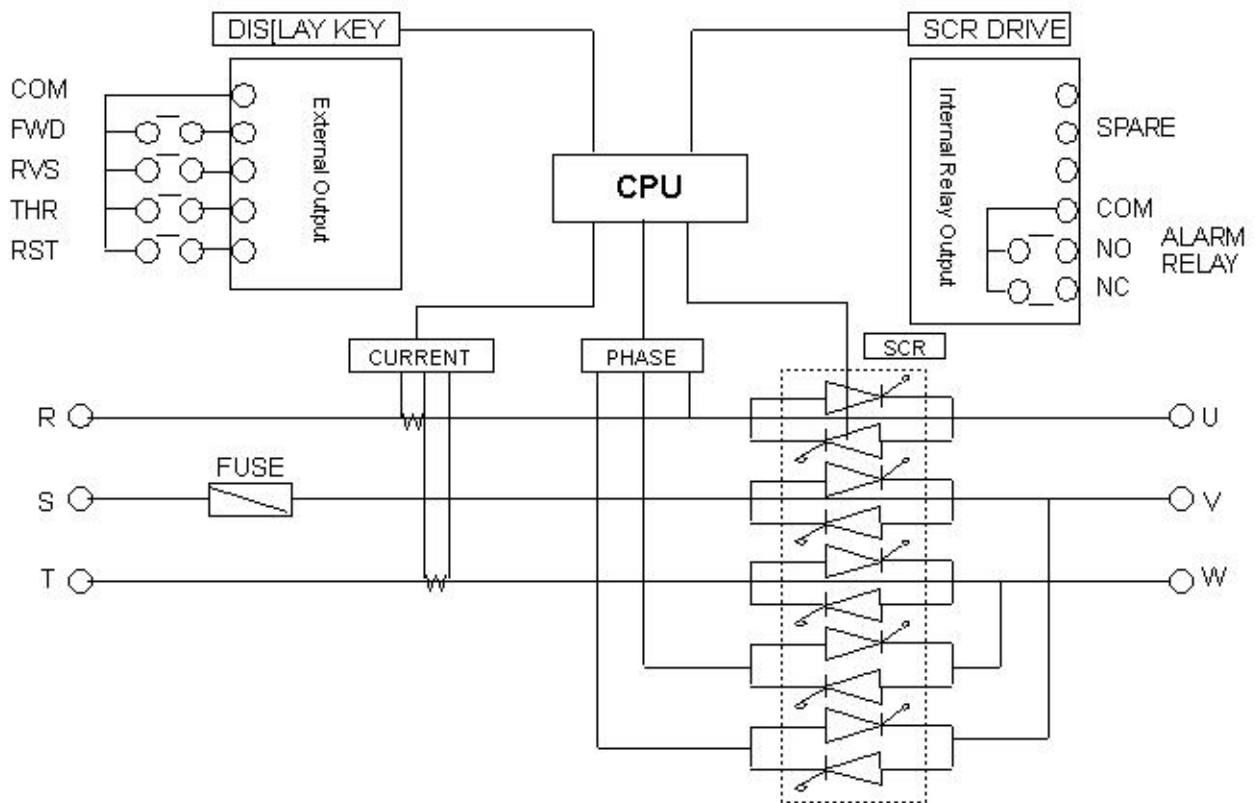 DIS[LAY KEY
SCR DRIVE
COM
FWD
RVS
THR
RST
External Output
CPU
Internal Relay Output
SPARE
COM
NO
NC
ALARM
RELAY
CURRENT
PHASE
SCR
R
U
FUSE
S
V
T
W